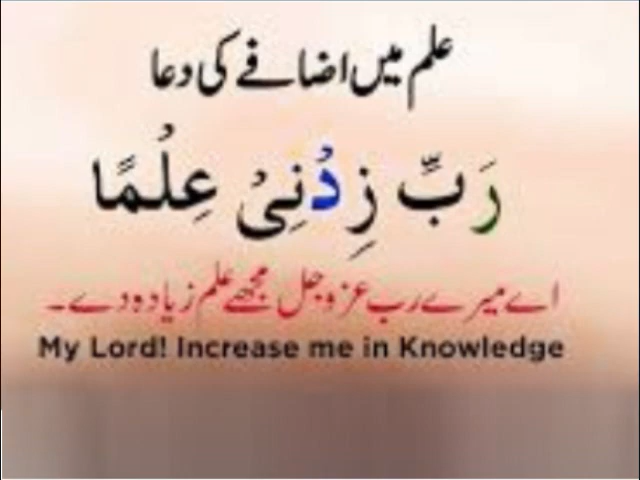 علم میں اضافے کی دعا
رَبِّ زِدْنِیْ عِلْمًا
اے میرے رب عزوجل مجھے علم زیادہ دے۔
My Lord! Increase me in Knowledge